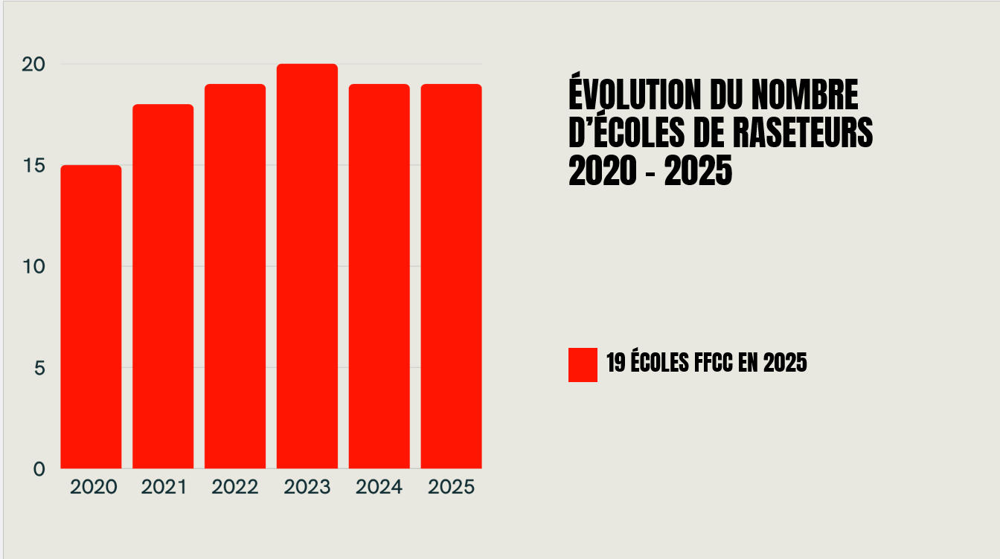 20
15
10
5
0
2020 2021 2022 2023 2024 2025
ÉVOLUTION DU NOMBRE
D’ÉCOLES DE RASETEURS
2020 - 2025
19 ÉCOLES FFCC EN 2025